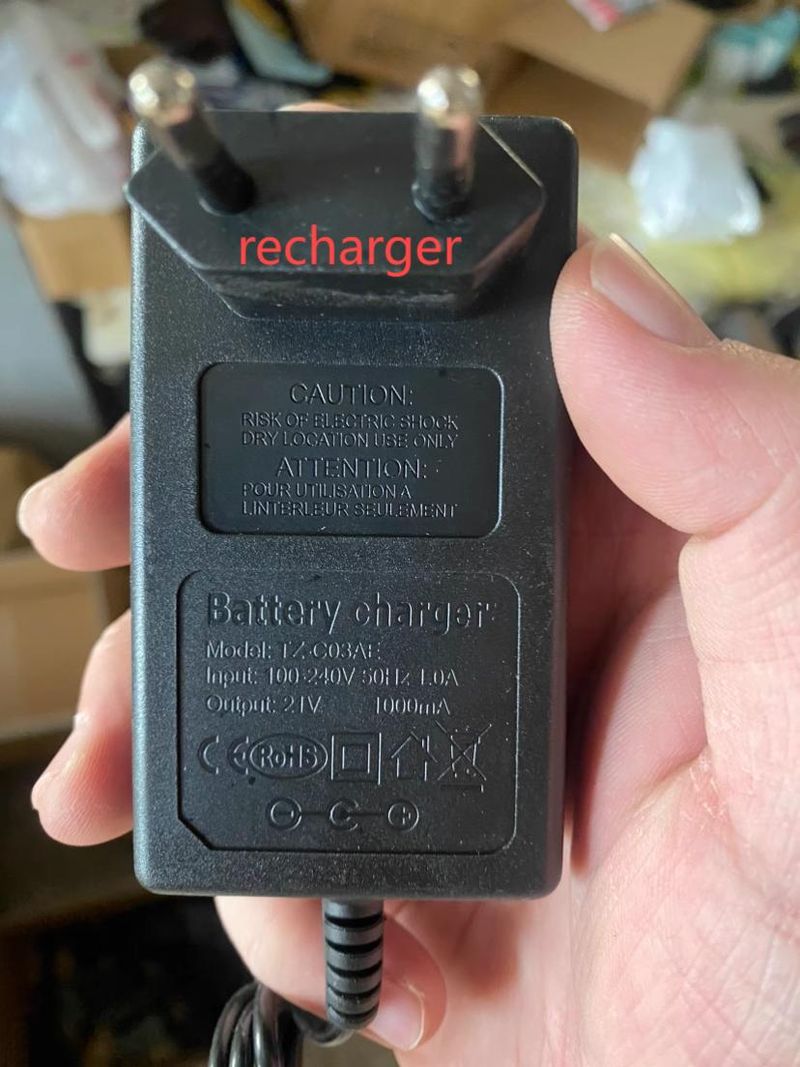 recharger
CAUTION:
RISK OF ELECTRIC SHOCK
DRY LOCATION USE ONLY
ATTENTION:
POUR UTILISATION A
LINTERLEUR SEULEMENT
Battery charger
Model: TZ-C03AE
Input: 100-240V 50Hz 1.0A
Output: 21V 1000mA
CE RoHS